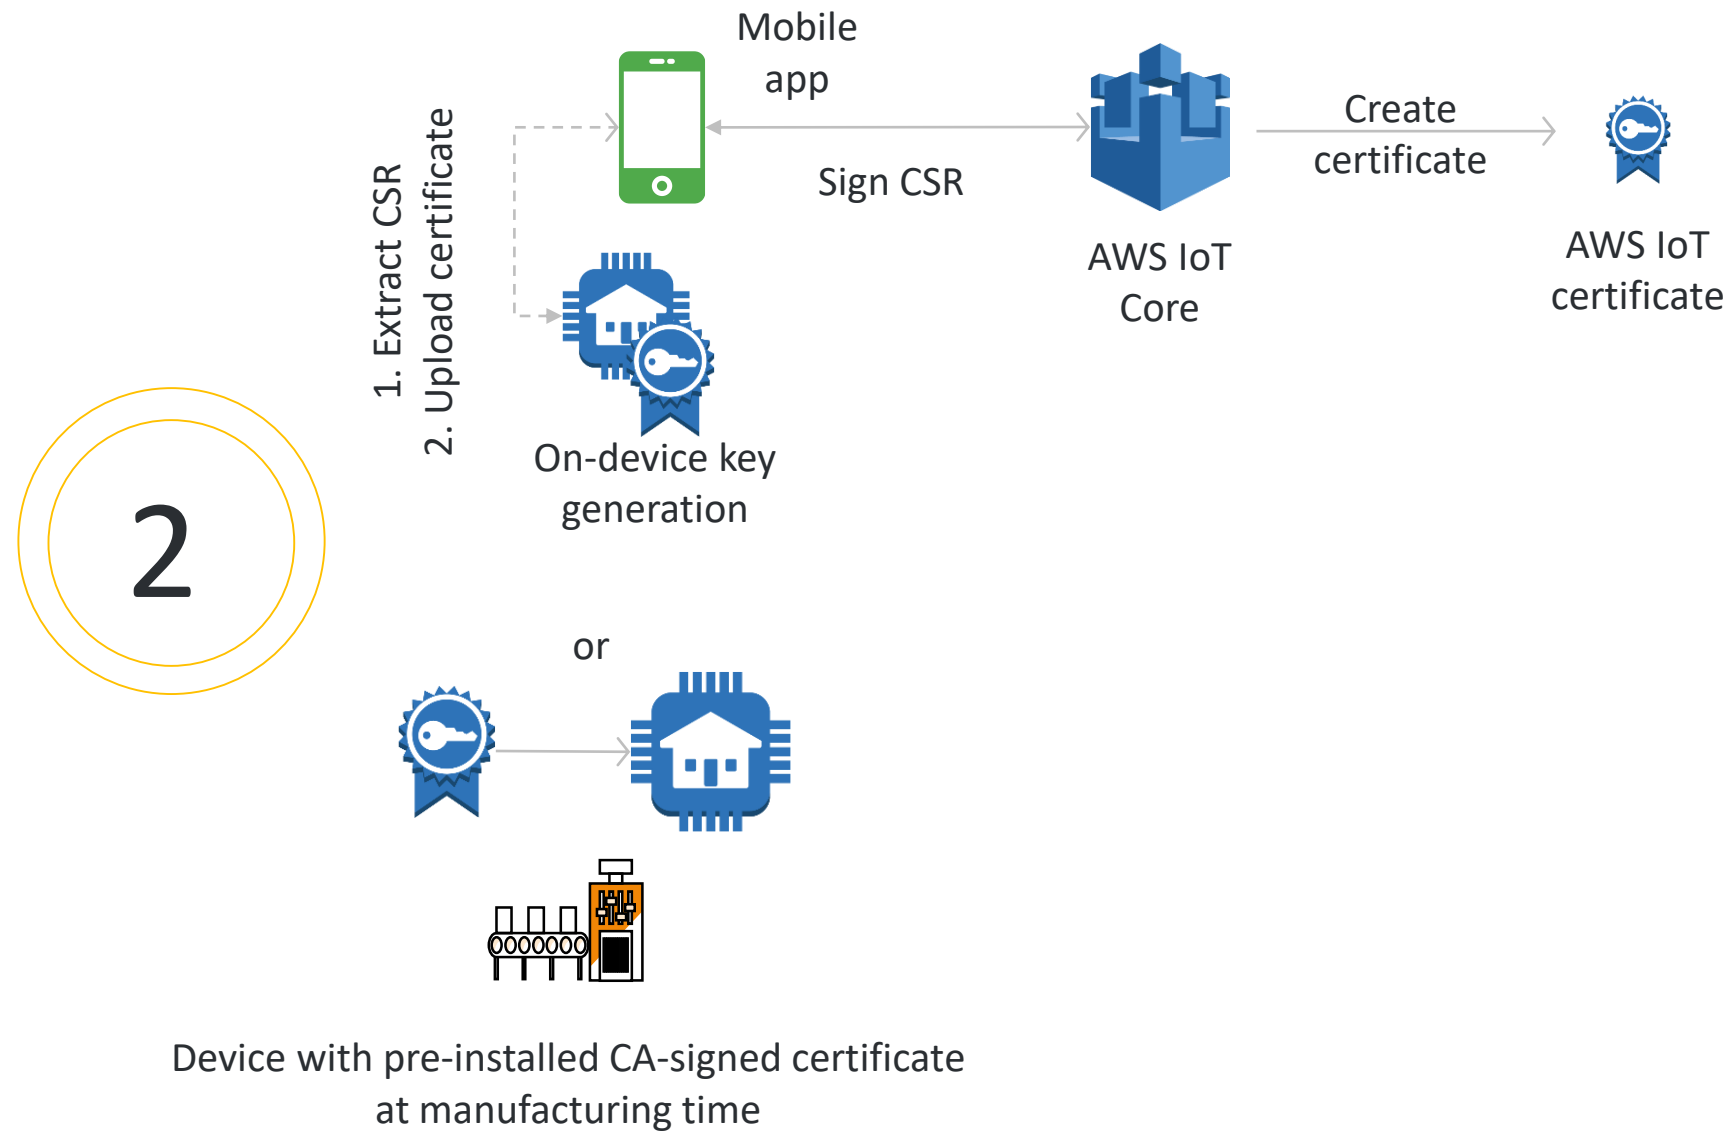 Mobile
app
1. Extract CSR
2. Upload certificate
Sign CSR
AWS IoT
Core
Create
certificate
AWS IoT
certificate
On-device key
generation
2
or
Device with pre-installed CA-signed certificate
at manufacturing time